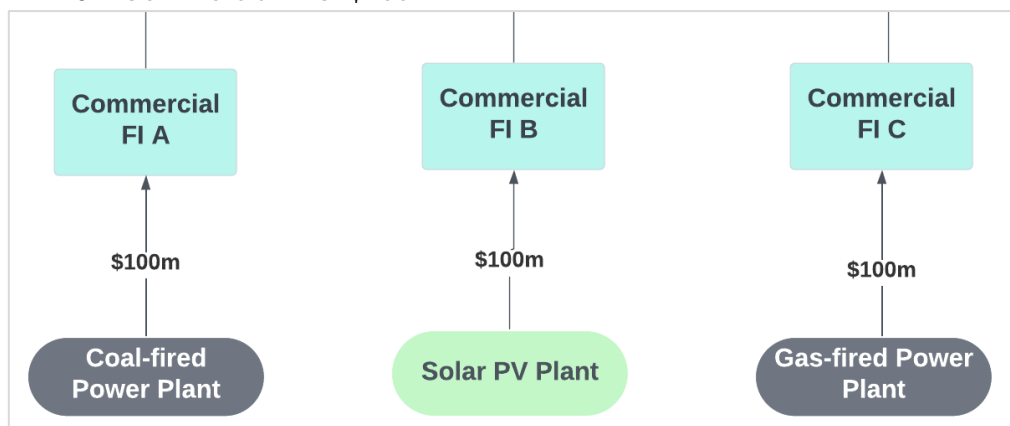 Commercial
FI A
Commercial
FI B
Commercial
FI C
$100m
$100m
$100m
Coal-fired
Power Plant
Solar PV Plant
Gas-fired Power
Plant